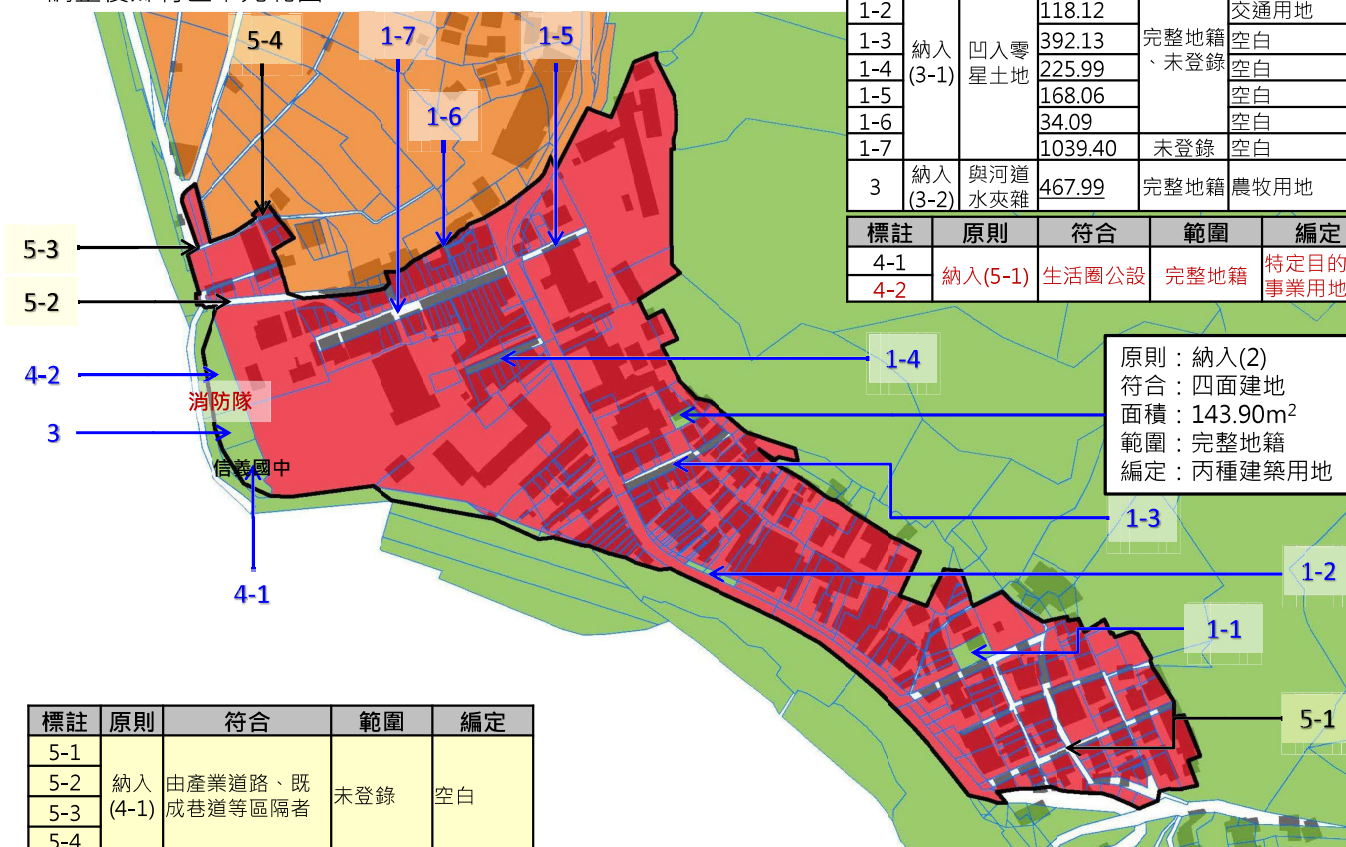 1-2 118.12 交通用地
1-3 納入 凹入零 392.13 完整地籍 空白
1-4 (3-1) 星土地 225.99 、未登錄 空白
1-5 168.06 空白
1-6 34.09 空白
1-7 1039.40 未登錄 空白
3 納入 與河道 467.99 完整地籍 農牧用地
(3-2) 水夾雜
標註 原則 符合 範圍 編定
4-1 納入(5-1) 生活圈公設 完整地籍 特定目的
4-2 事業用地
5-4
1-7
1-5
1-6
5-3
5-2
4-2
消防隊
3
信義國中
4-1
1-4
原則：納入(2)
符合：四面建地
面積：143.90m²
範圍：完整地籍
編定：丙種建築用地
1-3
1-2
1-1
5-1
標註 原則 符合 範圍 編定
5-1
5-2 納入 由產業道路、既 未登錄 空白
5-3 (4-1) 成巷道等區隔者
5-4